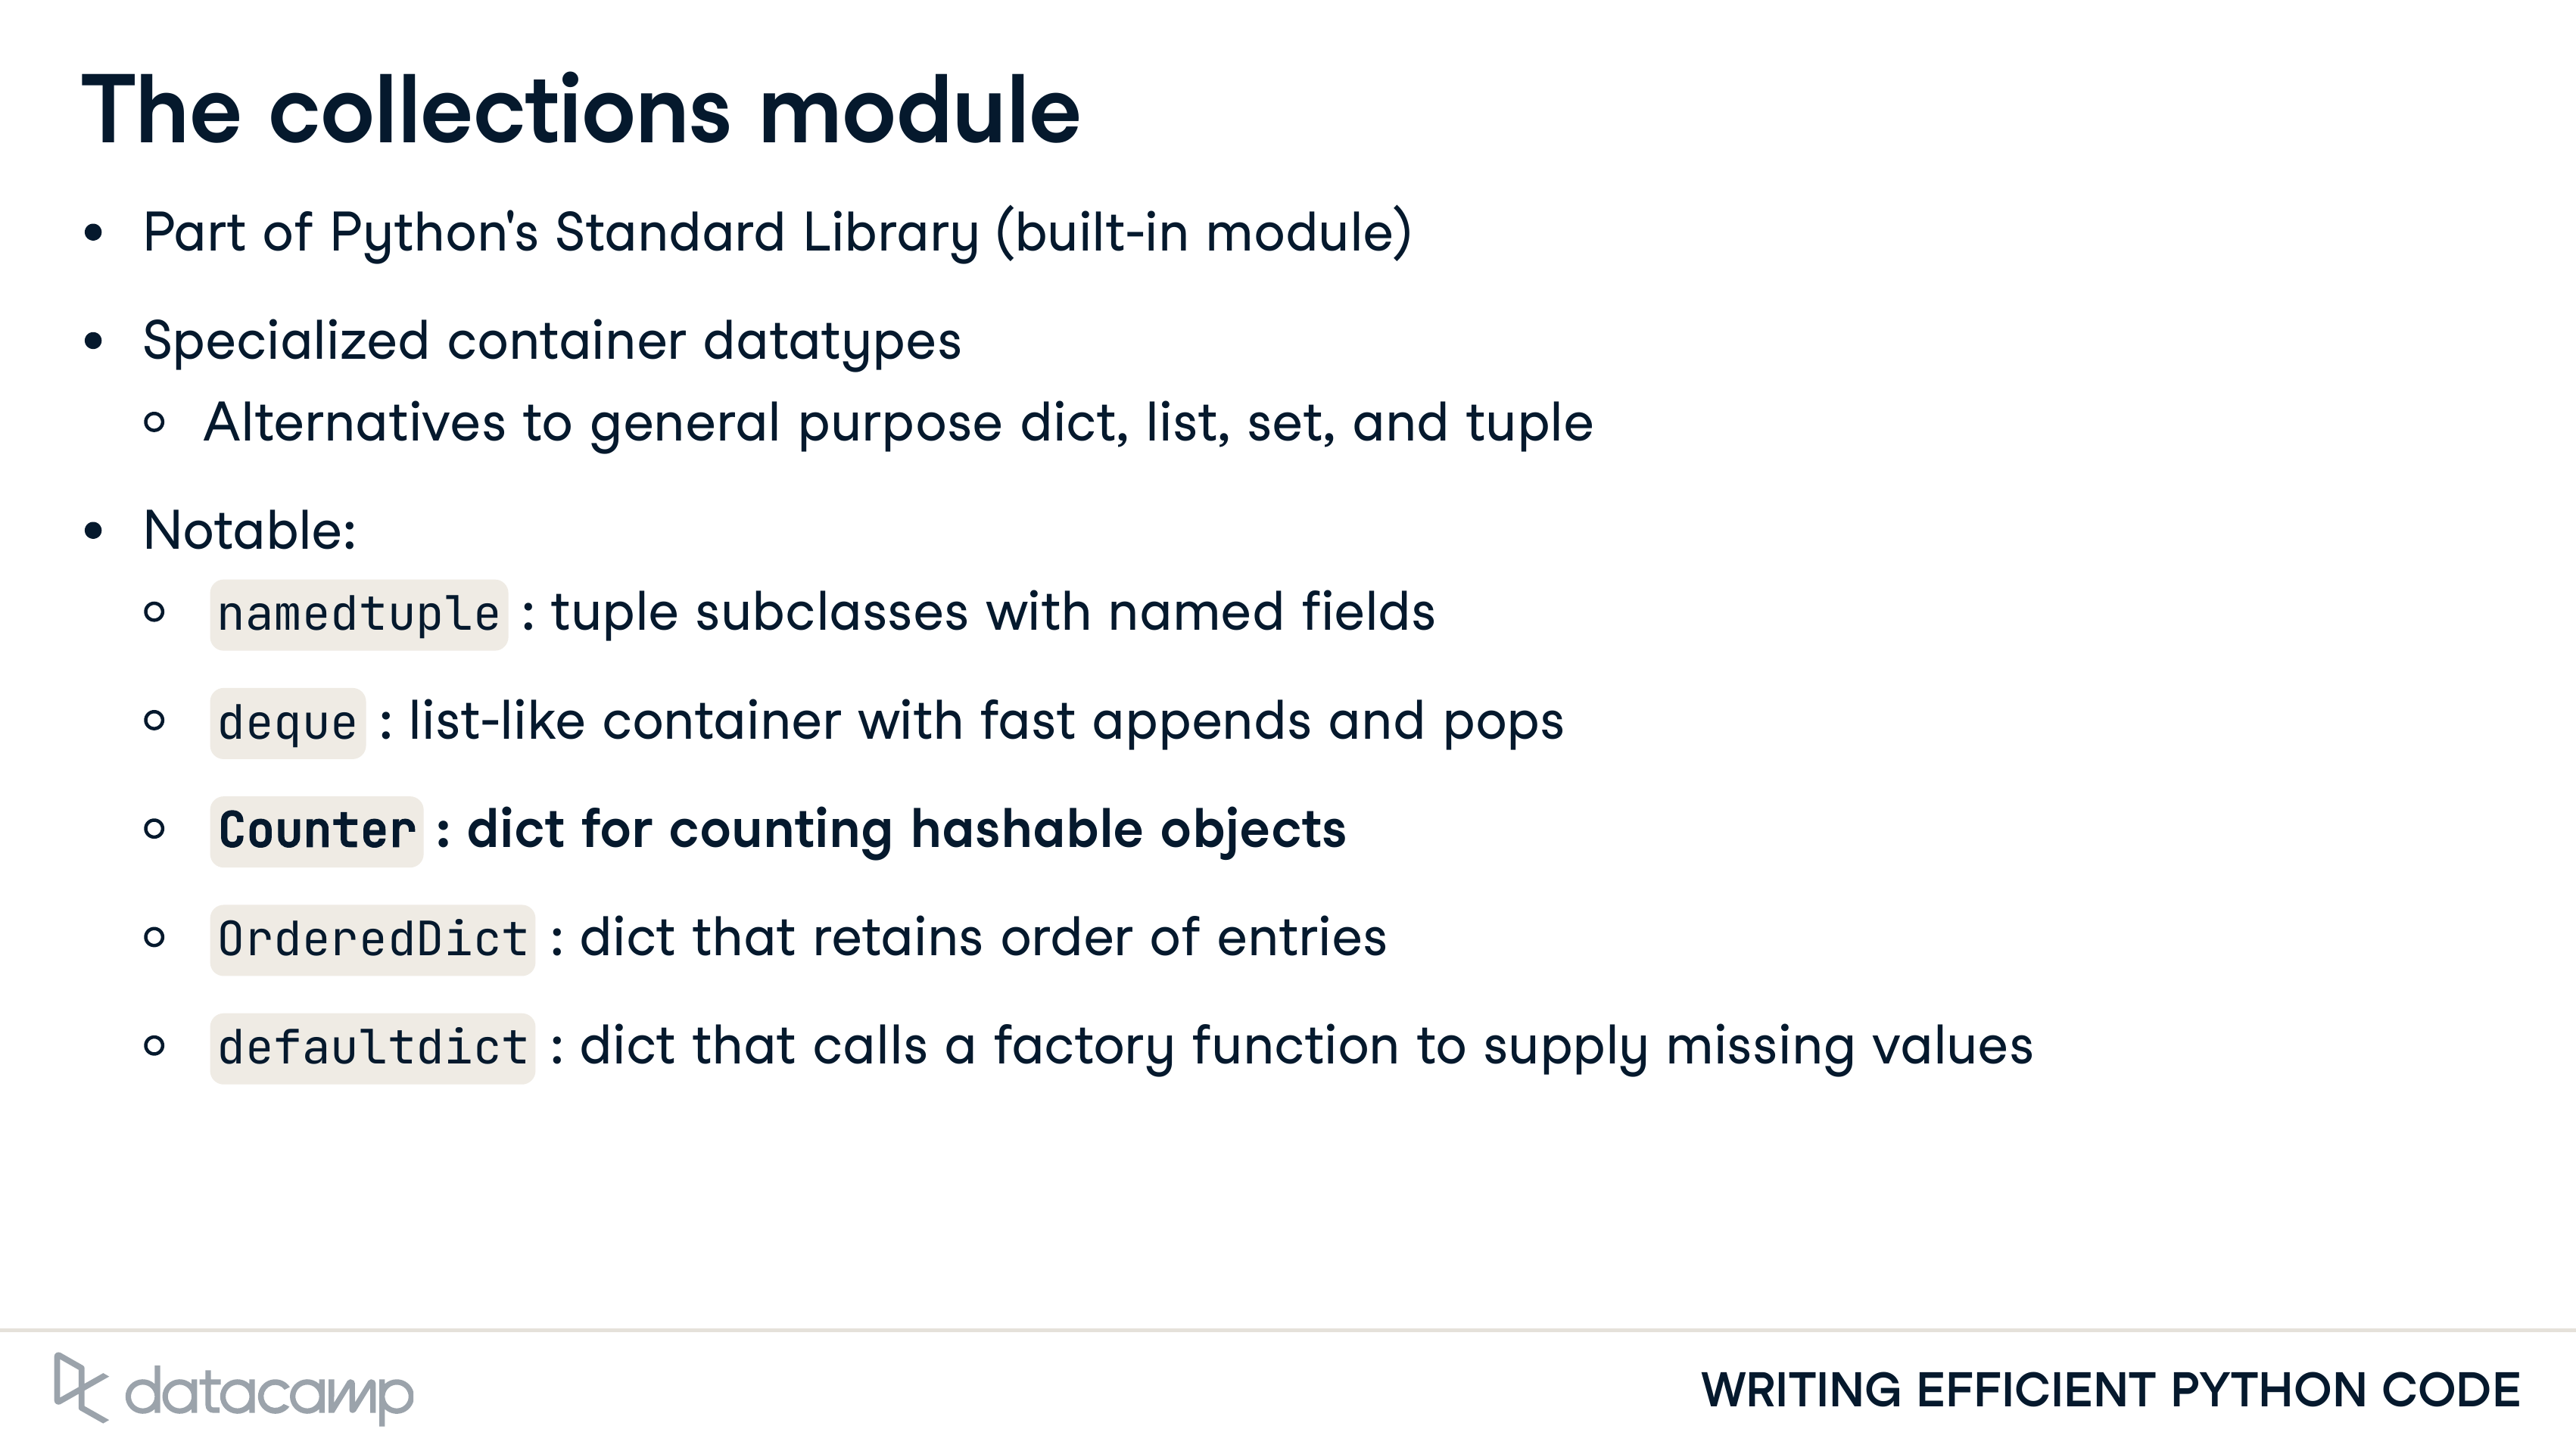 The collections module
• Part of Python's Standard Library (built-in module)
• Specialized container datatypes
○ Alternatives to general purpose dict, list, set, and tuple
• Notable:
○ namedtuple : tuple subclasses with named fields
○ deque : list-like container with fast appends and pops
○ Counter : dict for counting hashable objects
○ OrderedDict : dict that retains order of entries
○ defaultdict : dict that calls a factory function to supply missing values
datacamp
WRITING EFFICIENT PYTHON CODE